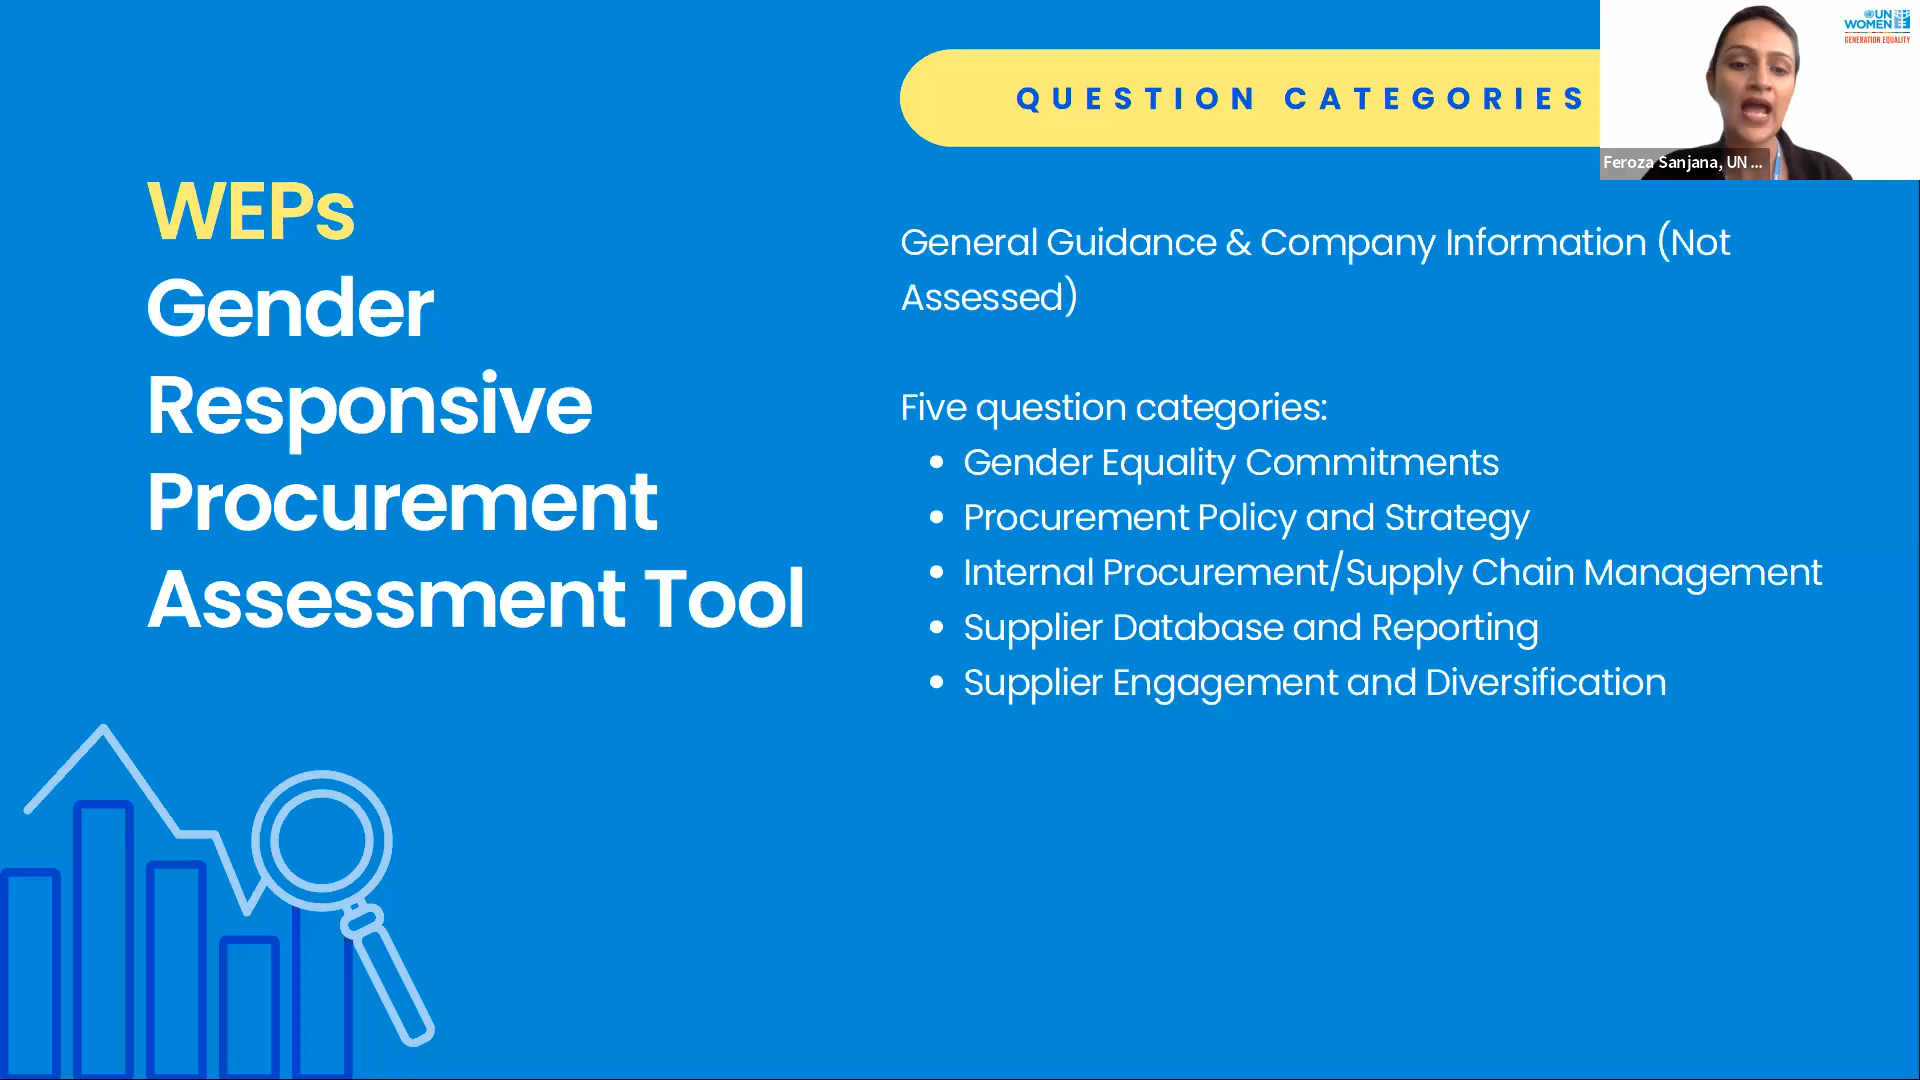 WEPs
Gender
Responsive
Procurement
Assessment Tool
QUESTION CATEGORIES
General Guidance & Company Information (Not
Assessed)
Five question categories:
• Gender Equality Commitments
• Procurement Policy and Strategy
• Internal Procurement/Supply Chain Management
• Supplier Database and Reporting
• Supplier Engagement and Diversification
UN
WOMEN
GENERATION EQUALITY
Feroza Sanjana, UN ...